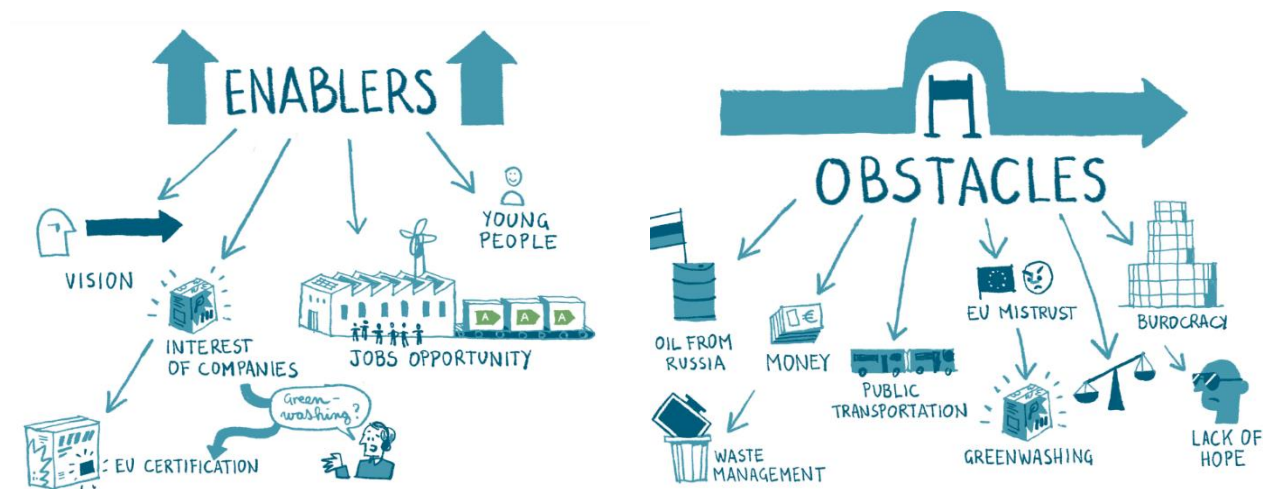 ENABLERS
VISION
INTEREST
OF COMPANIES
EU CERTIFICATION
Green-
washing?
A A A
JOBS OPPORTUNITY
YOUNG
PEOPLE
OBSTACLES
OIL FROM
RUSSIA
WASTE
MANAGEMENT
€
MONEY
PUBLIC
TRANSPORTATION
EU MISTRUST
GREENWASHING
BUROCRACY
LACK OF
HOPE